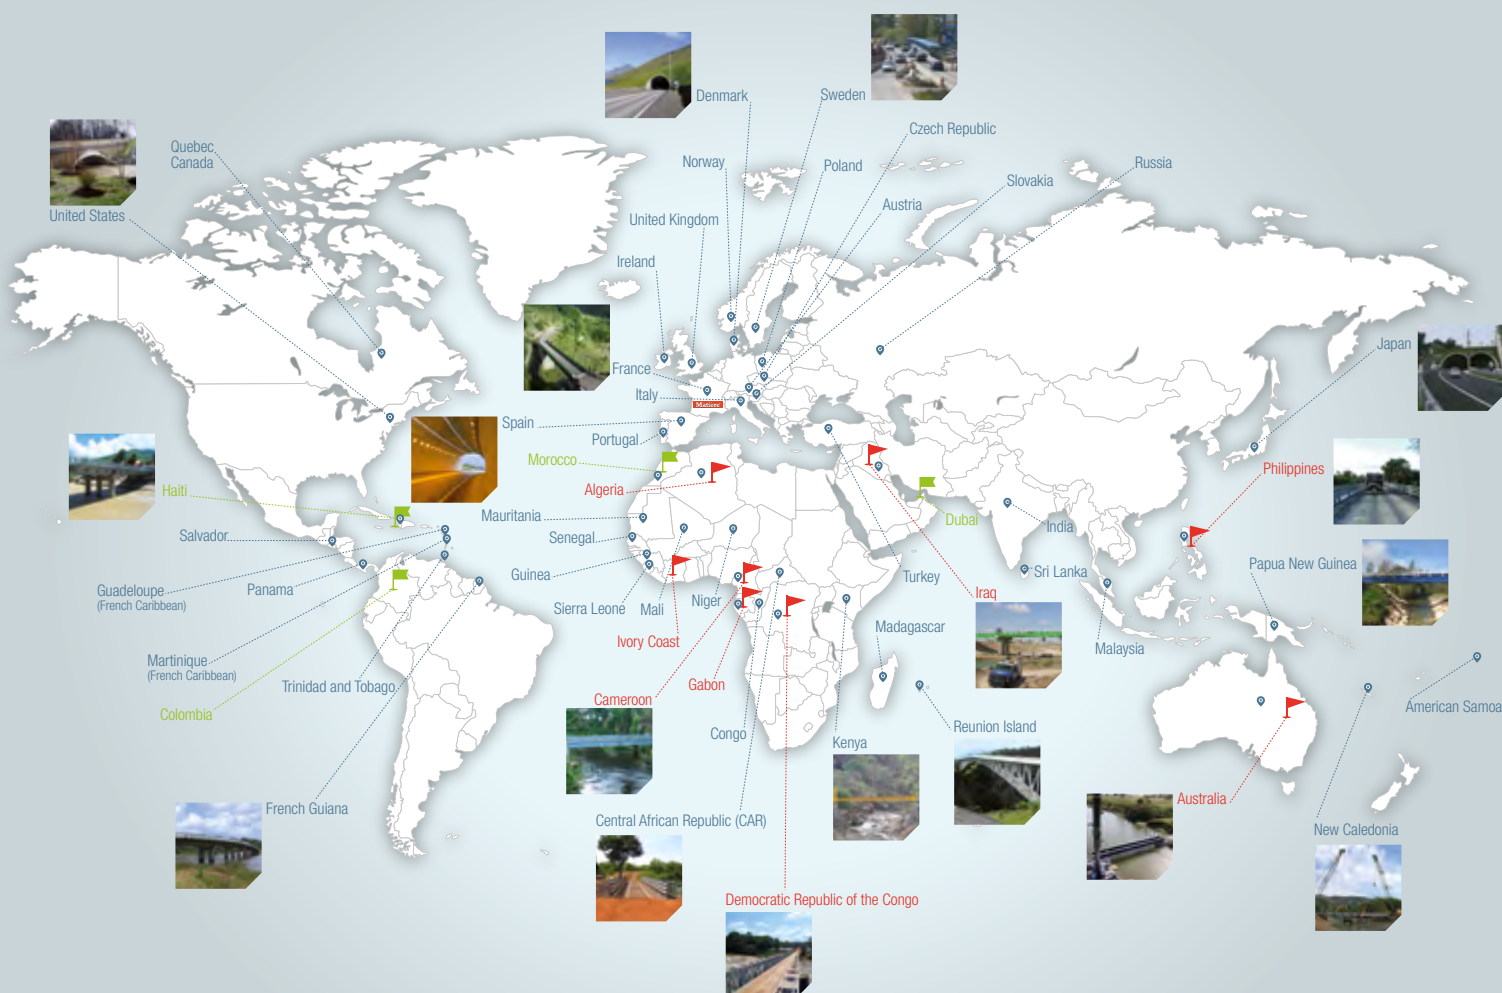 Denmark
Sweden
Czech Republic
Quebec
Canada
Norway
Poland
Russia
Slovakia
Austria
United States
United Kingdom
Ireland
Japan
France
Italy
Matière
Spain
Portugal
Morocco
Philippines
Algeria
Haiti
Mauritania
Dubaï
India
Salvador
Senegal
Papua New Guinea
Guinea
Turkey
Sri Lanka
Guadeloupe
(French Caribbean)
Panama
Iraq
Sierra Leone
Mali
Niger
Madagascar
Ivory Coast
Malaysia
Martinique
(French Caribbean)
Trinidad and Tobago
Gabon
Cameroon
American Samoa
Colombia
Congo
Kenya
Reunion Island
Australia
French Guiana
Central African Republic (CAR)
New Caledonia
Democratic Republic of the Congo